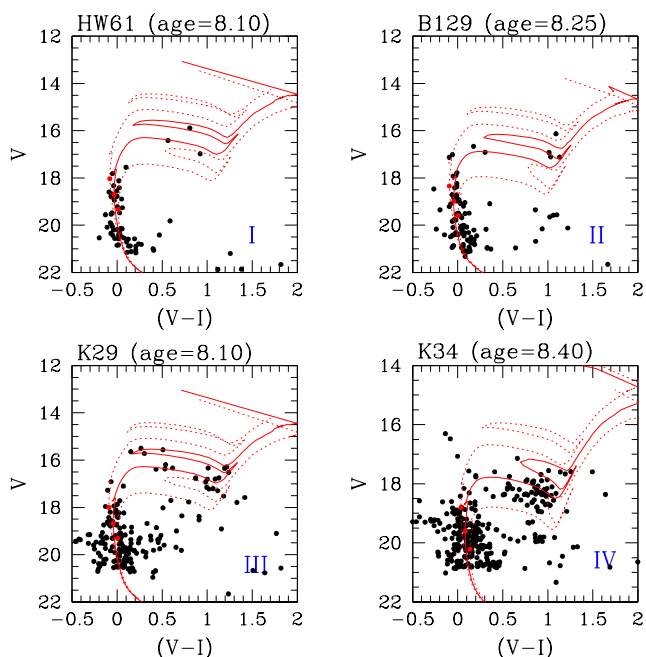 HW61 (age=8.10)
B129 (age=8.25)
12
14
16
18
20
22
V
I
-0.5 0 0.5 1 1.5 2
(V-I)
12
14
16
18
20
22
V
II
-0.5 0 0.5 1 1.5 2
(V-I)
K29 (age=8.10)
K34 (age=8.40)
12
14
16
18
20
22
V
III
-0.5 0 0.5 1 1.5 2
(V-I)
14
16
18
20
22
V
IV
-0.5 0 0.5 1 1.5 2
(V-I)